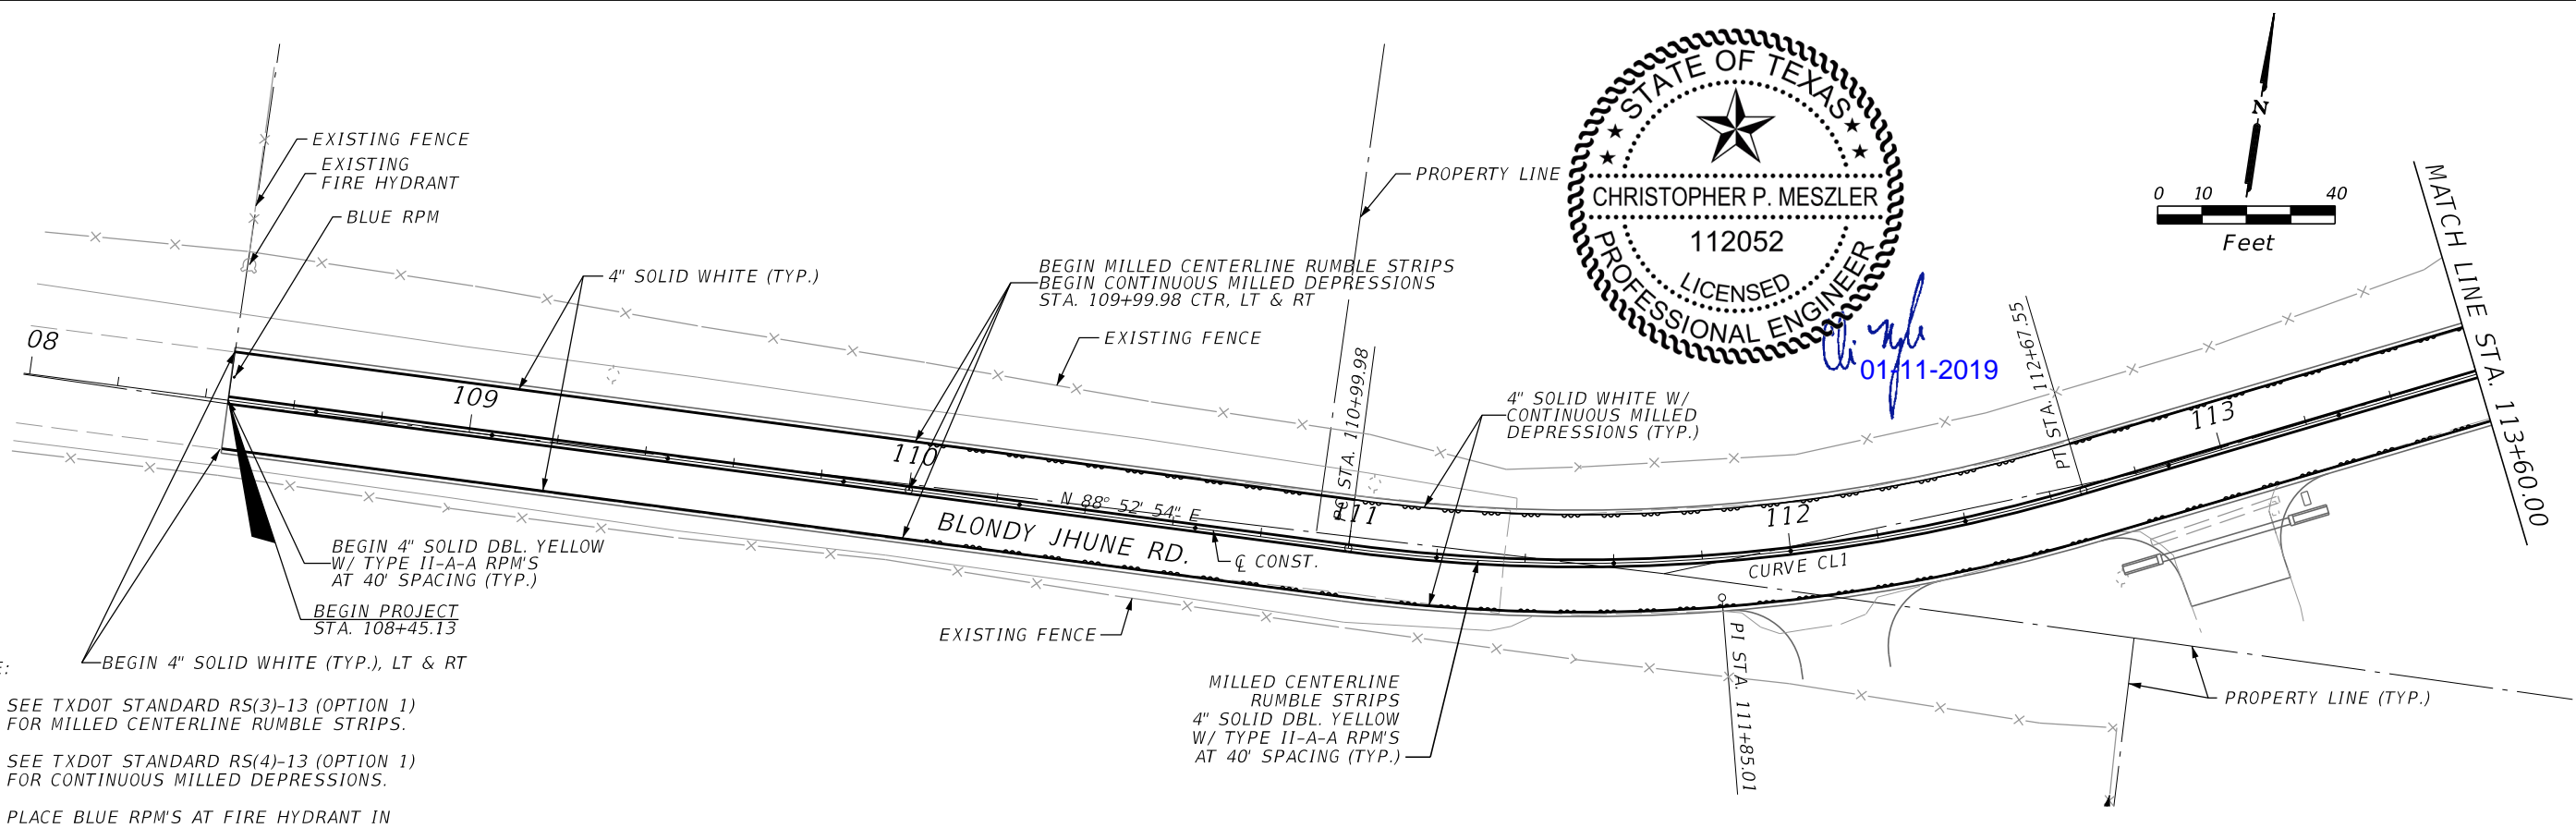 STATE OF TEXAS
CHRISTOPHER P. MESZLER
112052
LICENSED
PROFESSIONAL ENGINEER
01-11-2019
N
0 10 40
Feet
MATCH LINE STA. 113+60.00
EXISTING FENCE
EXISTING
FIRE HYDRANT
BLUE RPM
PROPERTY LINE
4" SOLID WHITE (TYP.)
BEGIN MILLED CENTERLINE RUMBLE STRIPS
BEGIN CONTINUOUS MILLED DEPRESSIONS
STA. 109+99.98 CTR, LT & RT
EXISTING FENCE
08
109
110
111
112
113
PC STA. 110+99.98
PT STA. 112+67.55
4" SOLID WHITE W/
CONTINUOUS MILLED
DEPRESSIONS (TYP.)
N 88° 52' 54" E
BLONDY JHUNE RD.
℄ CONST.
CURVE CL1
BEGIN 4" SOLID DBL. YELLOW
W/ TYPE II-A-A RPM'S
AT 40' SPACING (TYP.)
BEGIN PROJECT
STA. 108+45.13
BEGIN 4" SOLID WHITE (TYP.), LT & RT
EXISTING FENCE
PI STA. 111+85.01
MILLED CENTERLINE
RUMBLE STRIPS
4" SOLID DBL. YELLOW
W/ TYPE II-A-A RPM'S
AT 40' SPACING (TYP.)
PROPERTY LINE (TYP.)
E:
SEE TXDOT STANDARD RS(3)-13 (OPTION 1)
FOR MILLED CENTERLINE RUMBLE STRIPS.
SEE TXDOT STANDARD RS(4)-13 (OPTION 1)
FOR CONTINUOUS MILLED DEPRESSIONS.
PLACE BLUE RPM'S AT FIRE HYDRANT IN